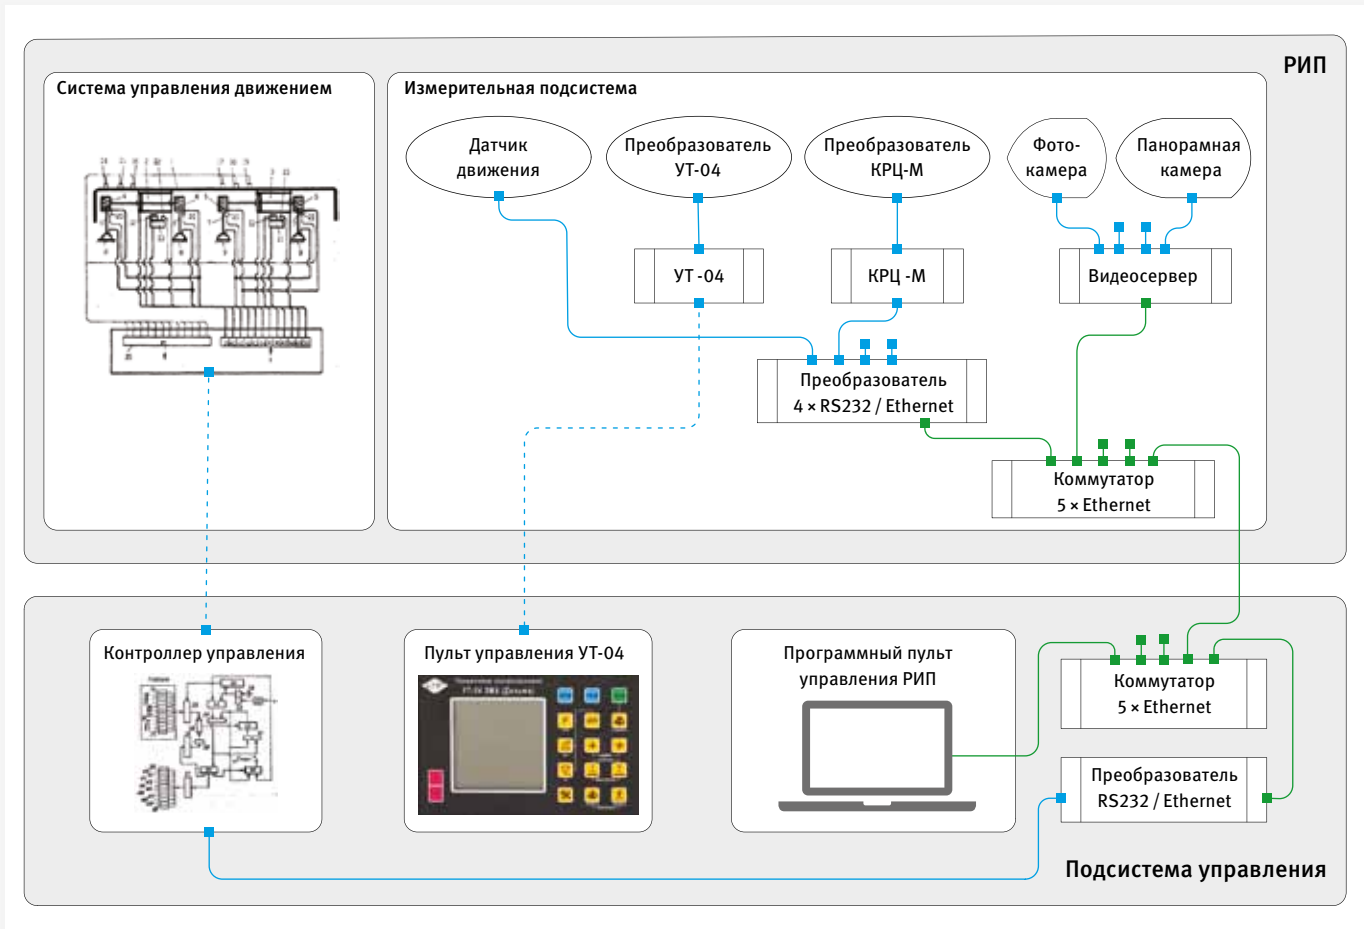 РИП
Система управления движением
Измерительная подсистема
Датчик
движения
Преобразователь
УТ-04
Преобразователь
КРЦ-М
Фото-
камера
Панорамная
камера
УТ -04
КРЦ -М
Видеосервер
Преобразователь
4 × RS232 / Ethernet
Коммутатор
5 × Ethernet
Контроллер управления
Пульт управления УТ-04
Программный пульт
управления РИП
Коммутатор
5 × Ethernet
Преобразователь
RS232 / Ethernet
Подсистема управления